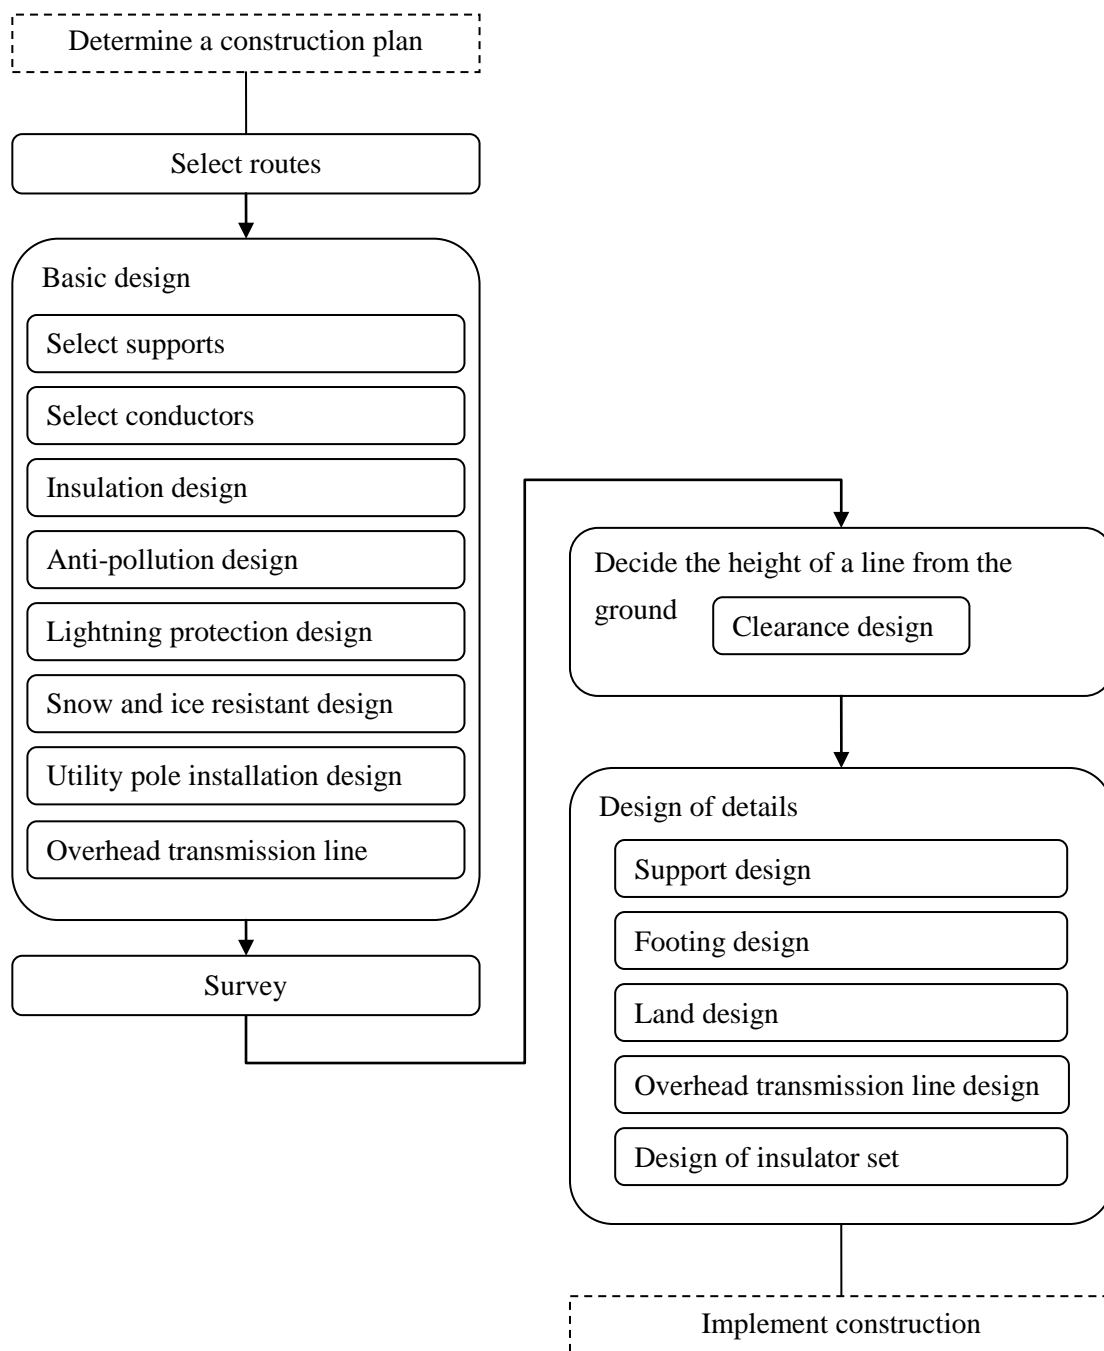 Determine a construction plan
Select routes
Basic design
Select supports
Select conductors
Insulation design
Anti-pollution design
Lightning protection design
Snow and ice resistant design
Utility pole installation design
Overhead transmission line
Survey
Decide the height of a line from the
ground
Clearance design
Design of details
Support design
Footing design
Land design
Overhead transmission line design
Design of insulator set
Implement construction